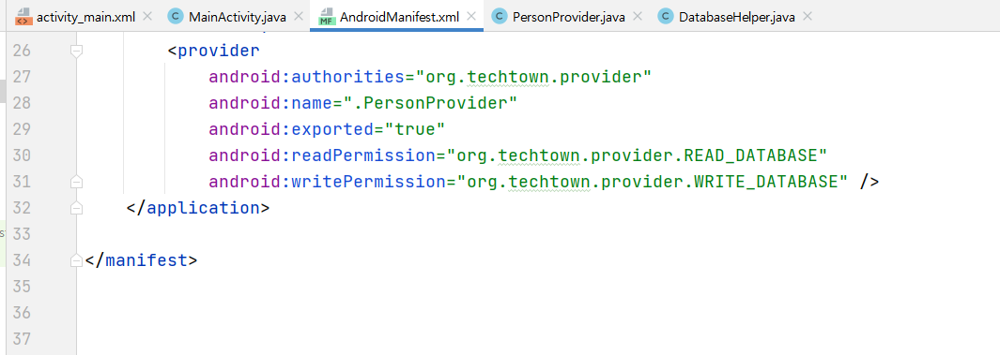 activity_main.xml MainActivity.java AndroidManifest.xml PersonProvider.java DatabaseHelper.java
26 <provider
27 android:authorities="org.techtown.provider"
28 android:name=".PersonProvider"
29 android:exported="true"
30 android:readPermission="org.techtown.provider.READ_DATABASE"
31 android:writePermission="org.techtown.provider.WRITE_DATABASE" />
32 </application>
33
34 </manifest>
35
36
37